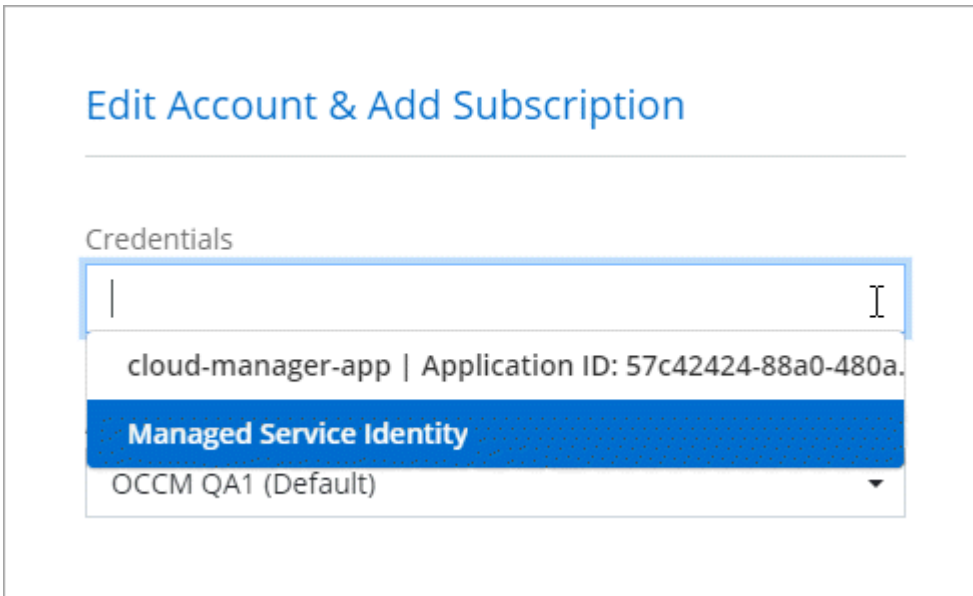 Edit Account & Add Subscription
Credentials
cloud-manager-app | Application ID: 57c42424-88a0-480a.
Managed Service Identity
OCCM QA1 (Default)